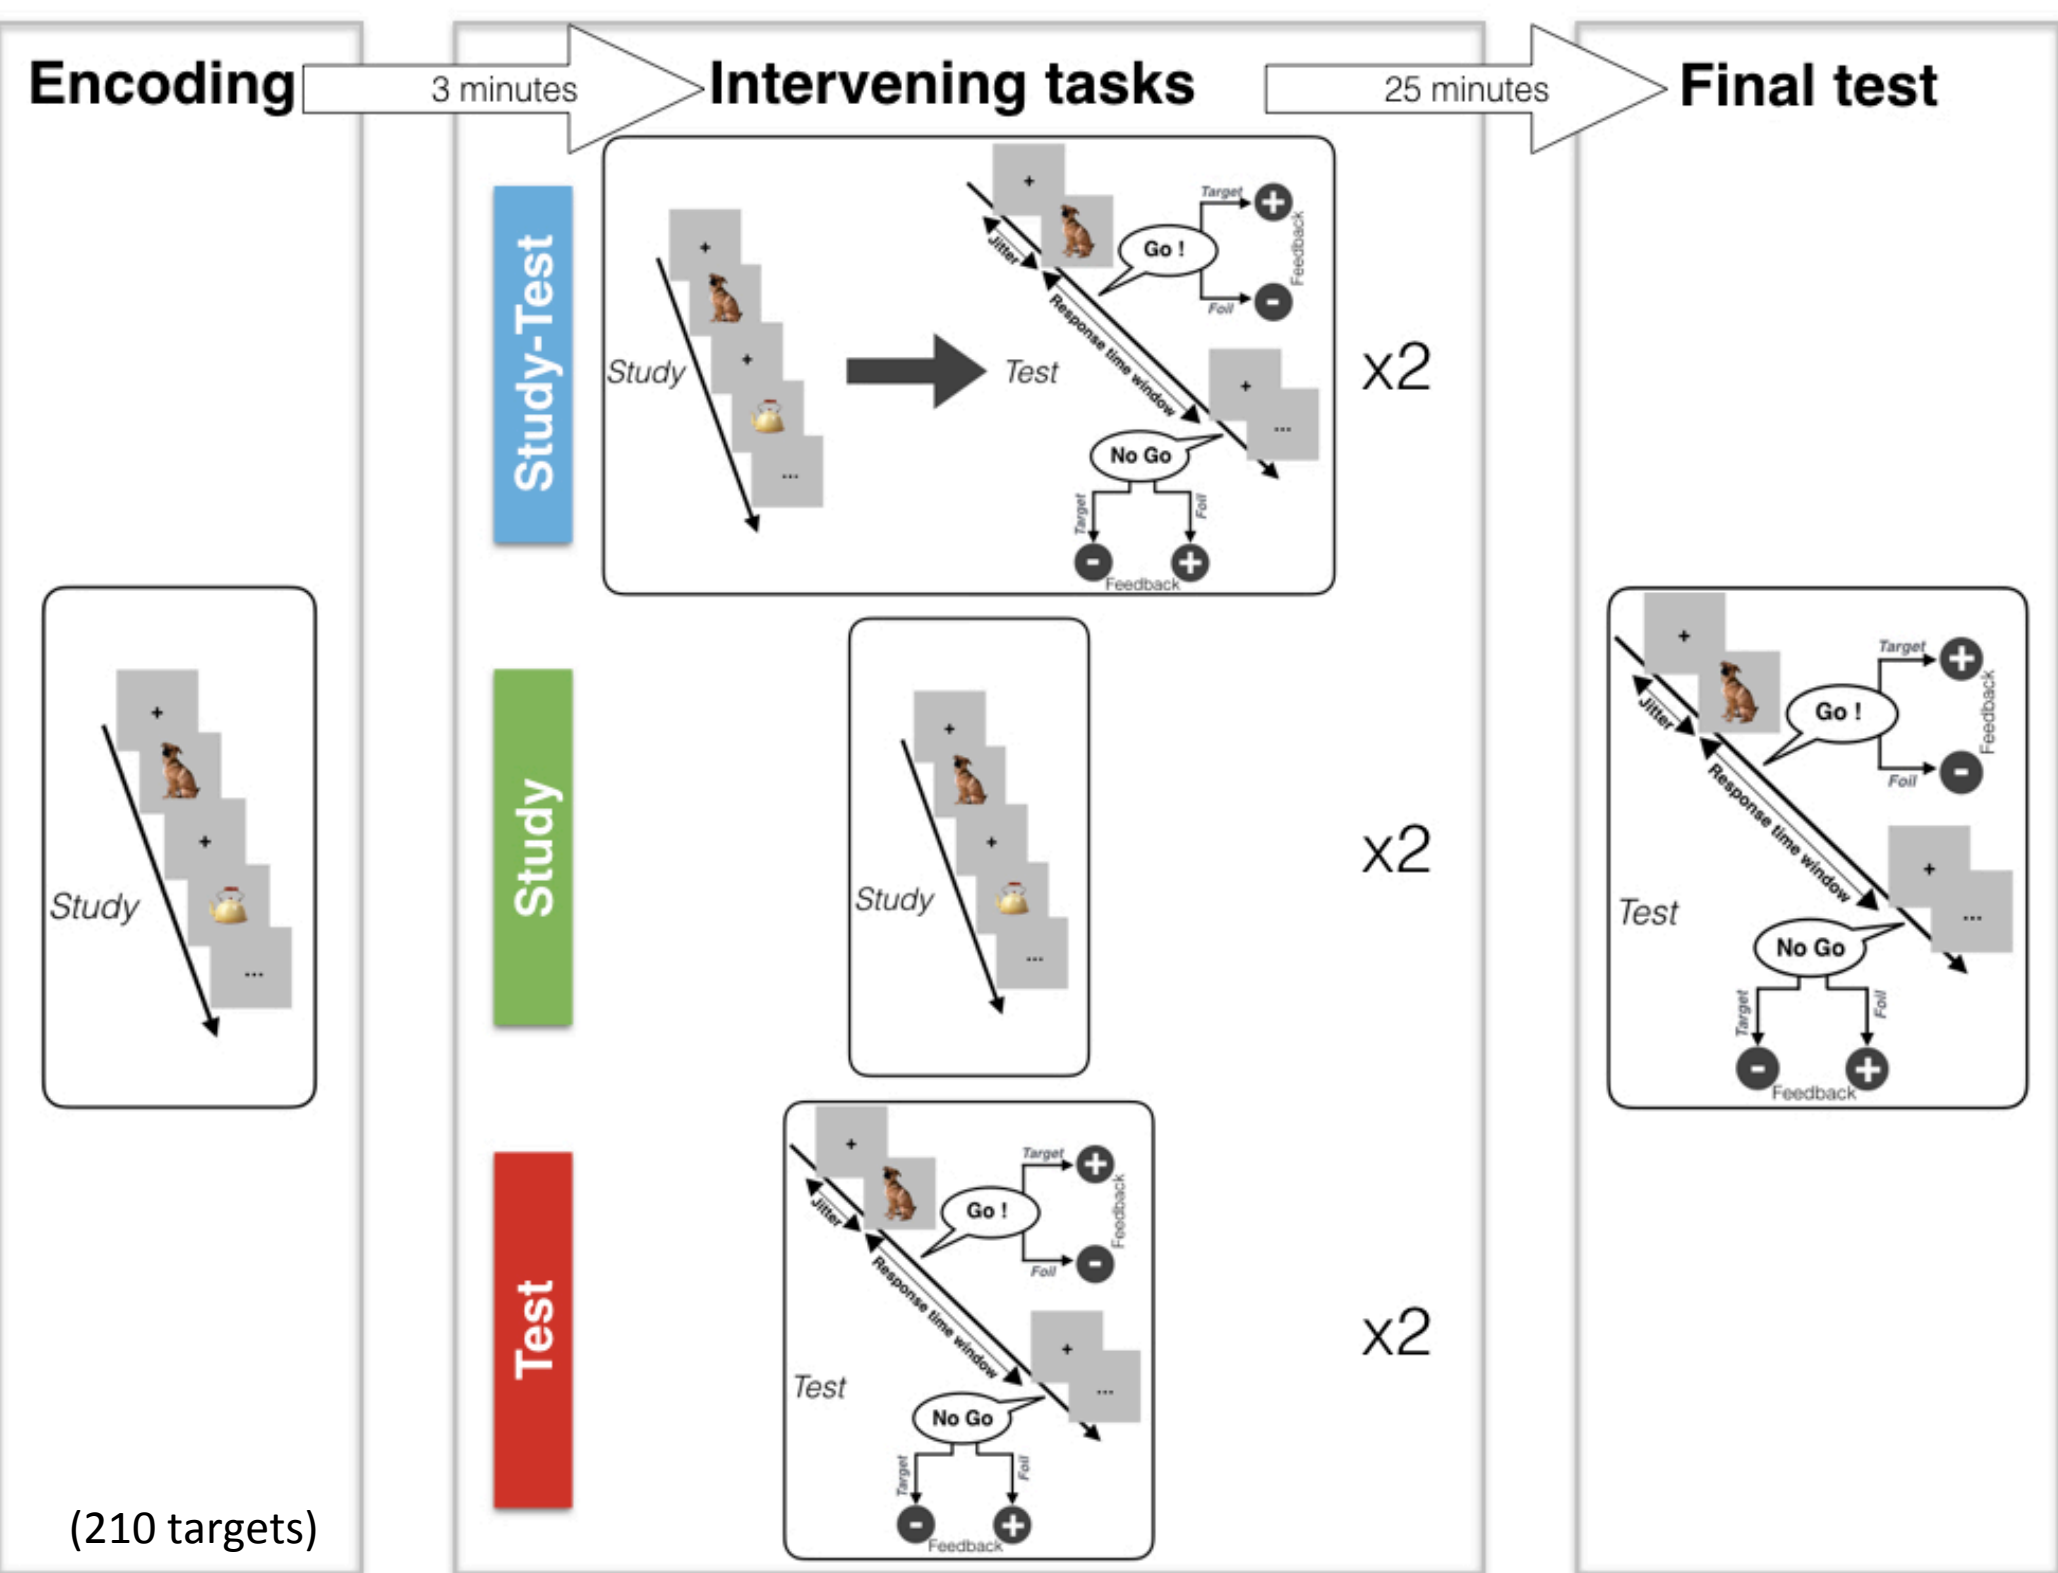 Encoding
3 minutes
Intervening tasks
25 minutes
Final test
Study
(210 targets)
Study-Test
+
+
...
Study
Test
+
Jitter
Response time window
Go !
Target
+
Foil
-
Feedback
+
...
No Go
Target
Foil
-
+
Feedback
x2
Study
+
+
...
Study
x2
Test
+
Jitter
Response time window
Go !
Target
+
Foil
-
Feedback
+
...
Test
No Go
Target
Foil
-
+
Feedback
x2
+
Jitter
Response time window
Go !
Target
+
Foil
-
Feedback
+
...
Test
No Go
Target
Foil
-
+
Feedback